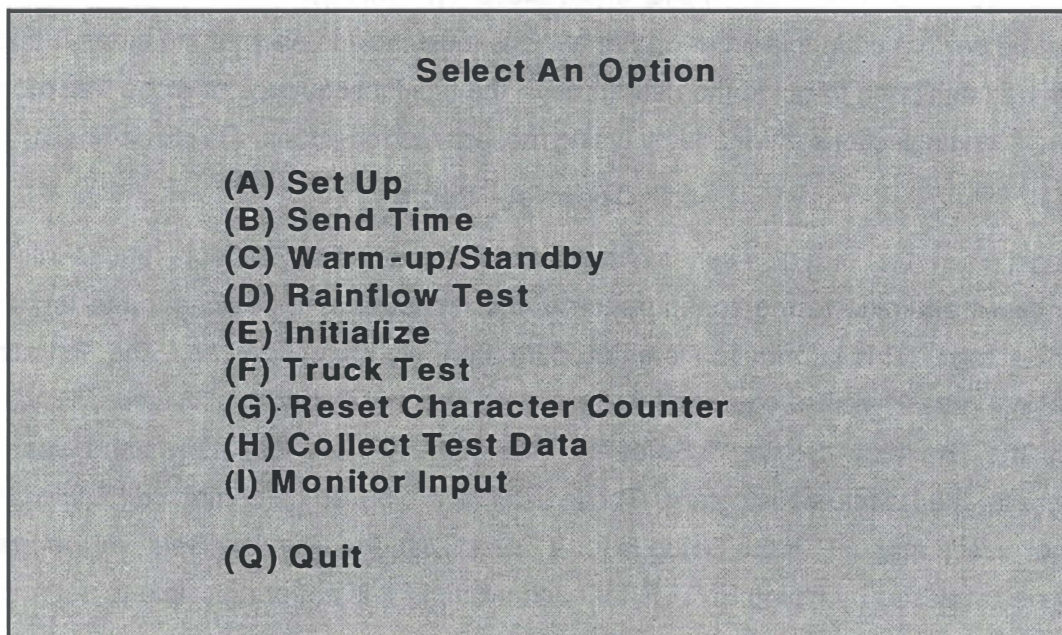 Select An Option
(A) Set Up
(B) Send Time
(C) Warm-up/Standby
(D) Rainflow Test
(E) Initialize
(F) Truck Test
(G) Reset Character Counter
(H) Collect Test Data
(I) Monitor Input
(Q) Quit